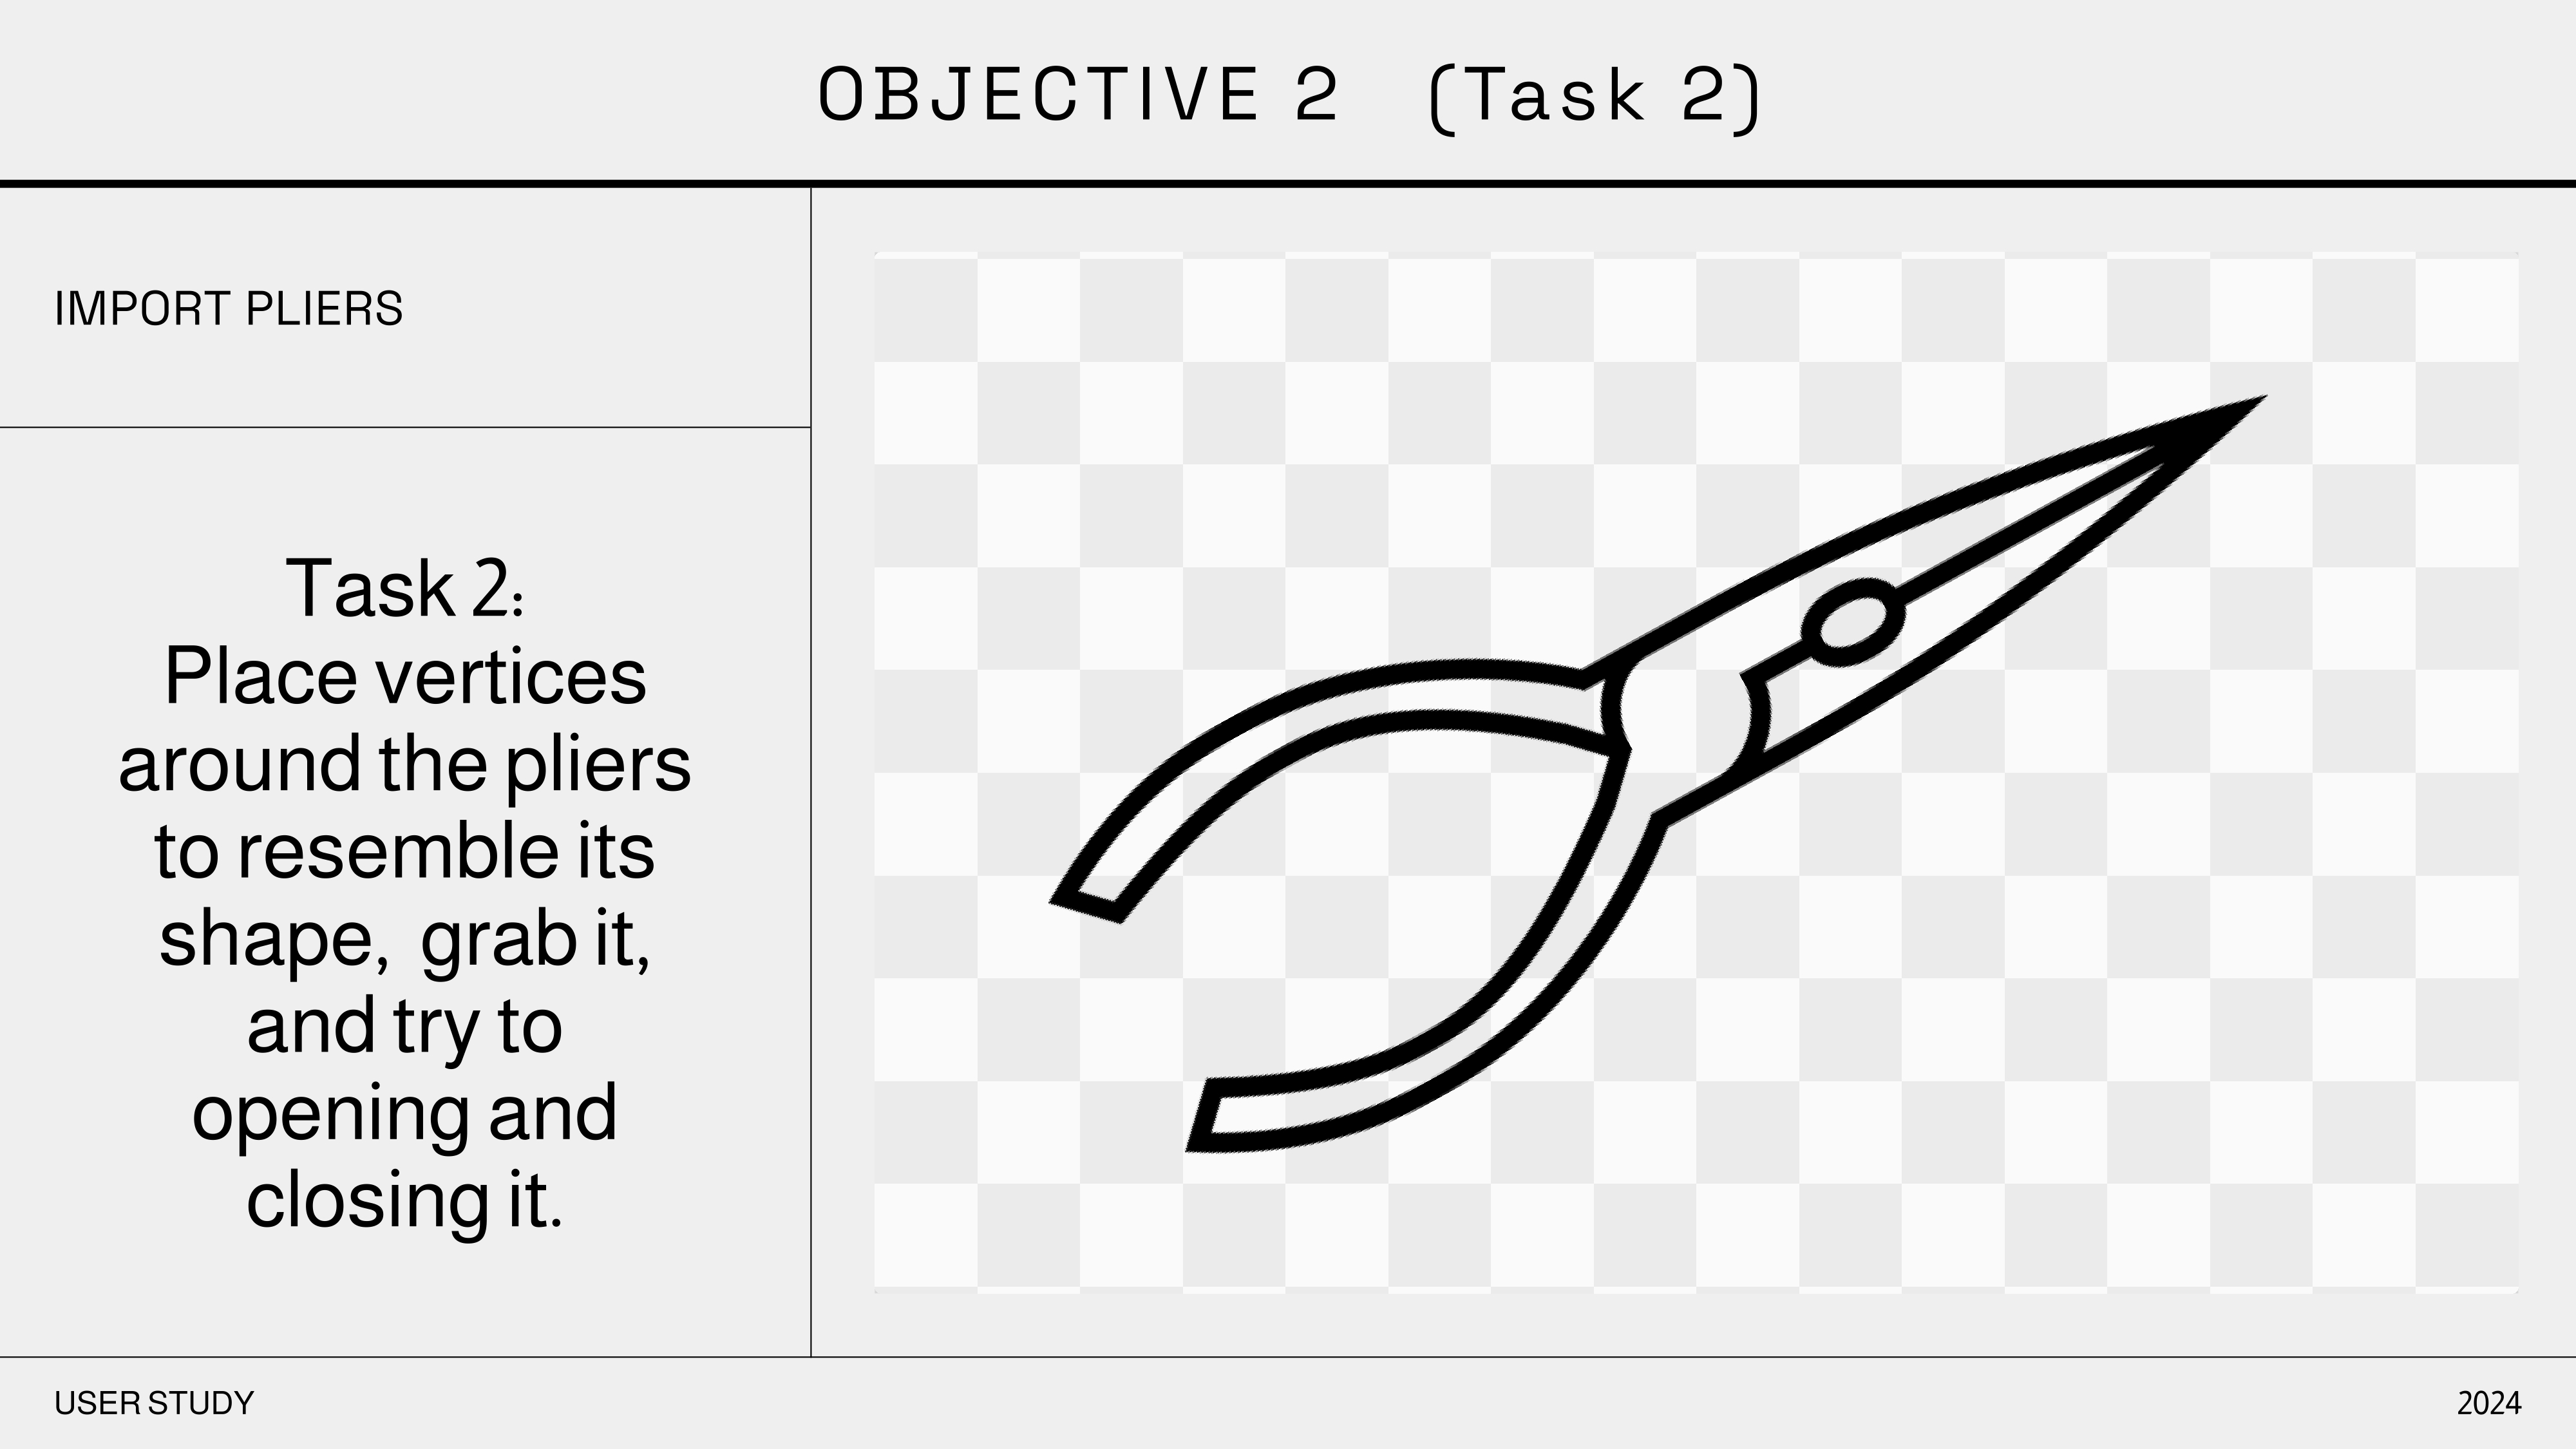 OBJECTIVE 2 (Task 2)
IMPORT PLIERS
Task 2:
Place vertices
around the pliers
to resemble its
shape, grab it,
and try to
opening and
closing it.
USER STUDY
2024